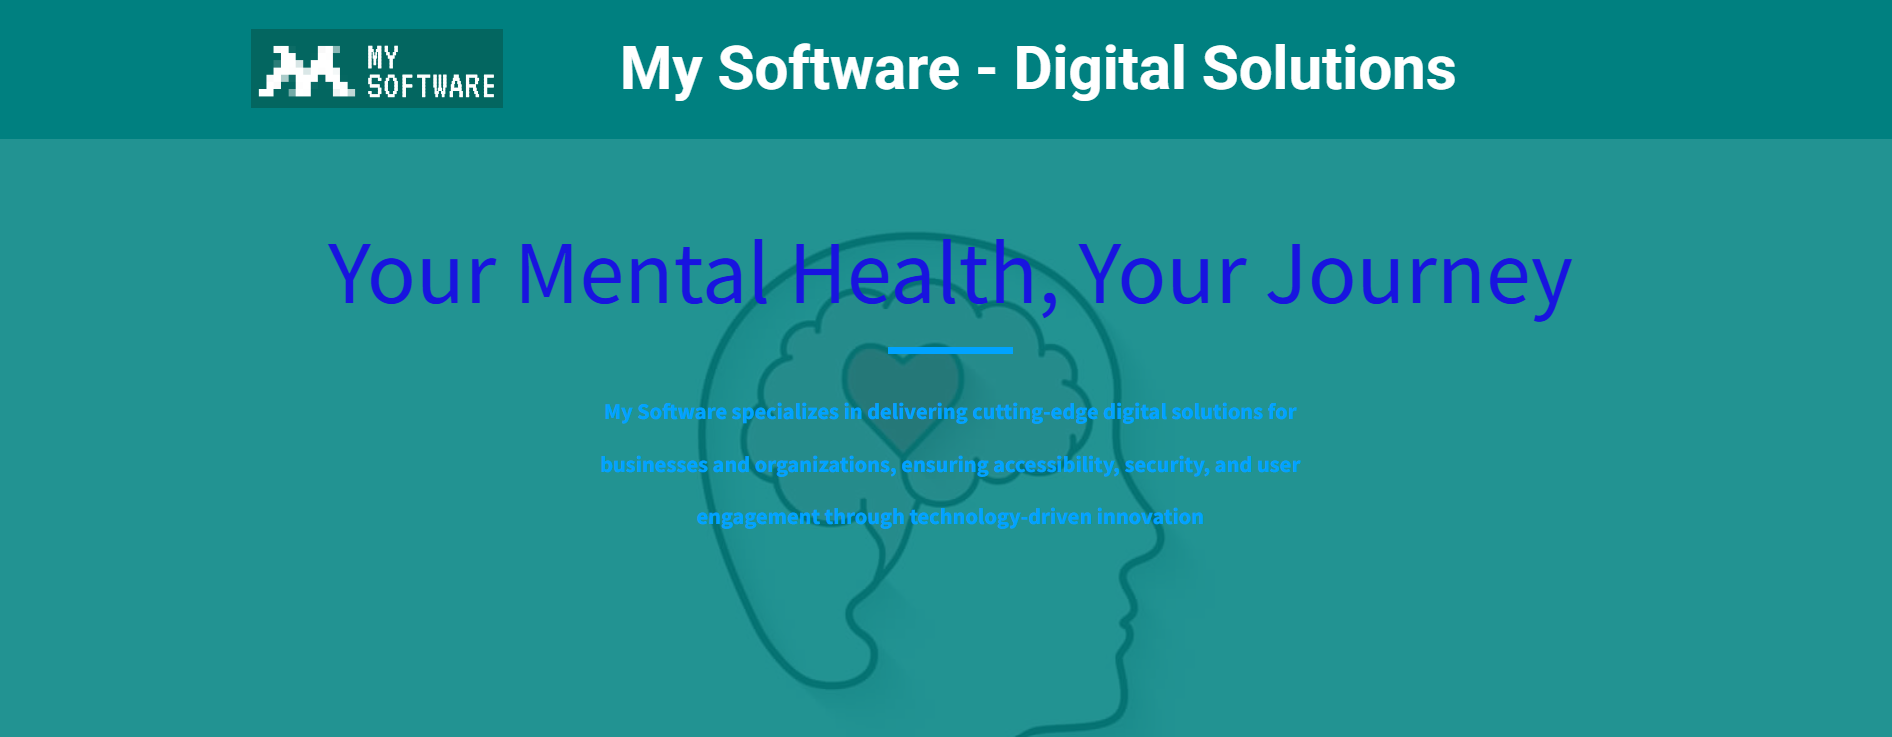 MY
SOFTWARE
My Software - Digital Solutions
Your Mental Health, Your Journey
My Software specializes in delivering cutting-edge digital solutions for
businesses and organizations, ensuring accessibility, security, and user
engagement through technology-driven innovation